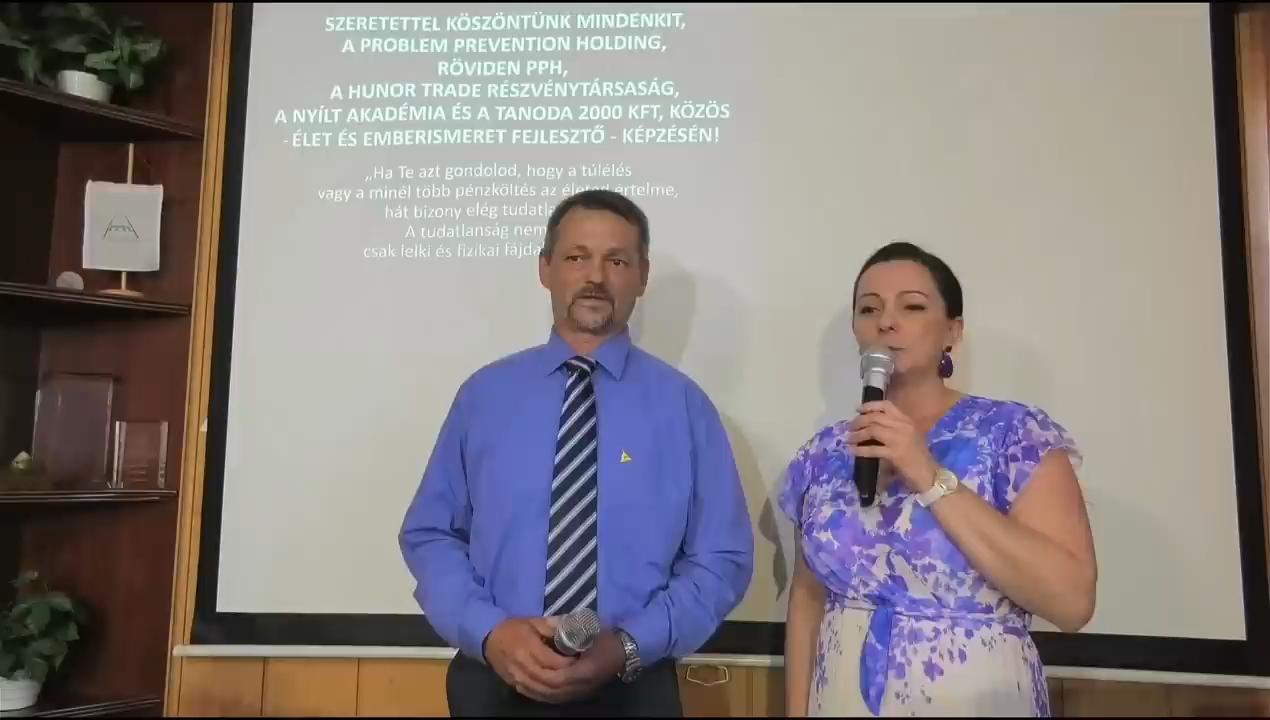 SZERETETTEL KÖSZÖNTÜNK MINDENKIT,
A PROBLEM PREVENTION HOLDING,
RÖVIDEN PPH,
A HUNOR TRADE RÉSZVÉNYTÁRSASÁG,
A NYÍLT AKADÉMIA ÉS A TANODA 2000 KFT, KÖZÖS
- ÉLET ÉS EMBERISMERET FEJLESZTŐ - KÉPZÉSÉN!
„Ha Te azt gondolod, hogy a túlélés
vagy a minél több pénzköltés az életed értelme,
hát bizony elég
A tudatlanság
csak lelki és fizikai